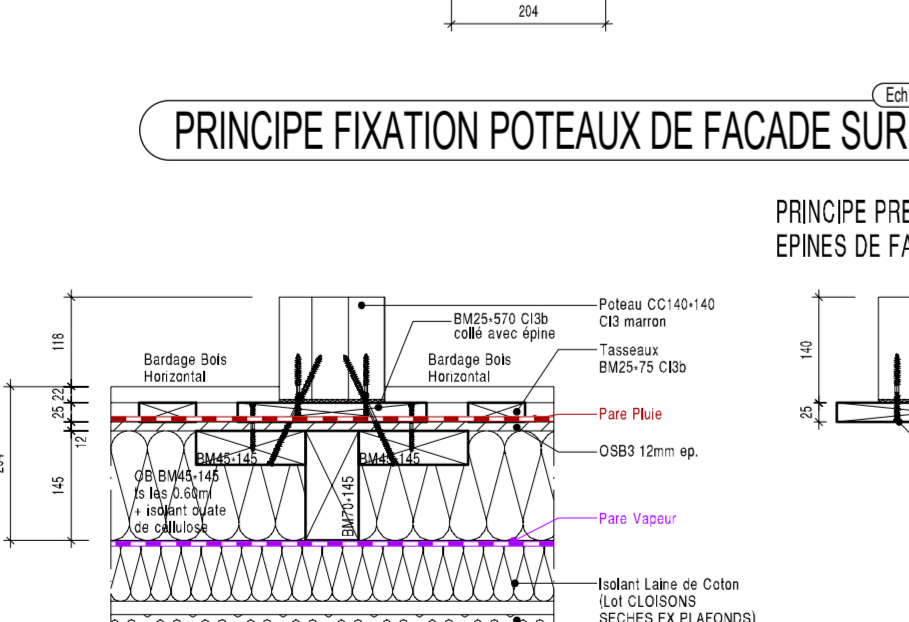 204
Ech
PRINCIPE FIXATION POTEAUX DE FACADE SUR
PRINCIPE PRE
EPINES DE FA
118
22
25
12
145
Bardage Bois
Horizontal
BM25*570 Cl3b
collé avec épine
Bardage Bois
Horizontal
Poteau CC140*140
Cl3 marron
Tasseaux
BM25*75 Cl3b
Pare Pluie
OSB3 12mm ep.
BM45*145
BM45*145
BM70*145
OB BM45*145
ts les 0.60ml
+ isolant ouate
de cellulose
Pare Vapeur
Isolant Laine de Coton
(Lot CLOISONS
SECHES FX PLAFONDS)
140
25